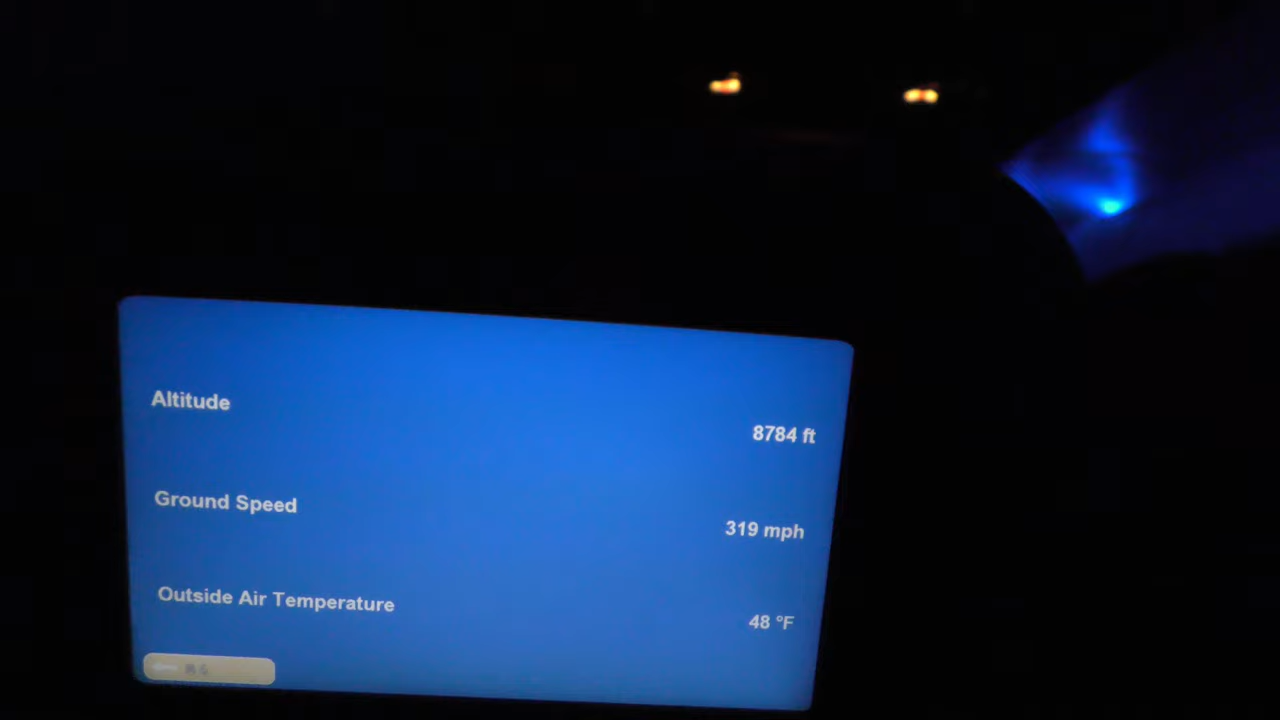 Altitude
8784 ft
Ground Speed
319 mph
Outside Air Temperature
48 °F